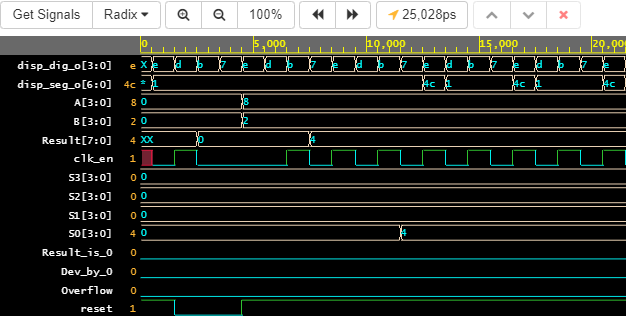 Get Signals Radix 100% 25,028ps
0 5,000 10,000 15,000 20,000
disp_dig_o[3:0] e X e d b 7 e d b 7 e d b 7 e d b 7 e d b 7 e
disp_seg_o[6:0] 4c * 1 4c 1 4c 1 4c
A[3:0] 8 0 8
B[3:0] 2 0 2
Result[7:0] 4 XX 0 4
clk_en 1
S3[3:0] 0 0
S2[3:0] 0 0
S1[3:0] 0 0
S0[3:0] 4 0 4
Result_is_0 0
Dev_by_0 0
Overflow 0
reset 1